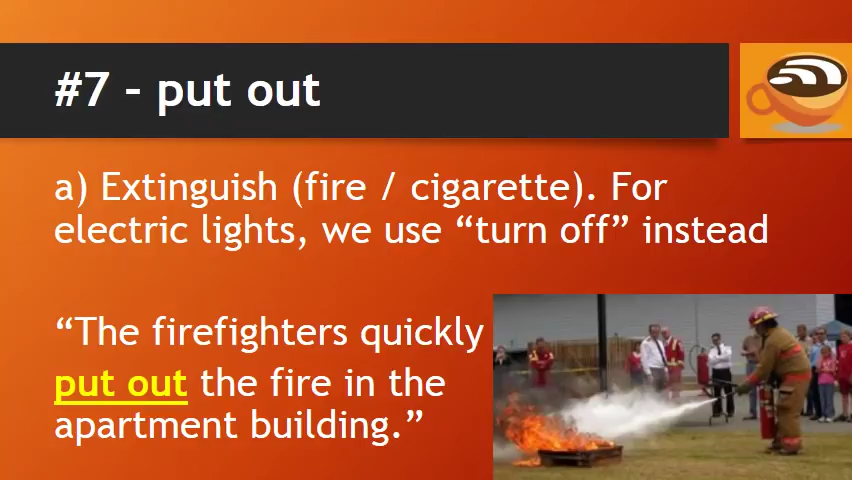 #7 – put out
a) Extinguish (fire / cigarette). For
electric lights, we use “turn off” instead
“The firefighters quickly
put out the fire in the
apartment building.”